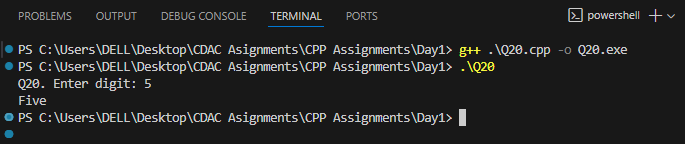 PROBLEMS OUTPUT DEBUG CONSOLE TERMINAL PORTS powershell
PS C:\Users\DELL\Desktop\CDAC Asignments\CPP Assignments\Day1> g++ .\Q20.cpp -o Q20.exe
PS C:\Users\DELL\Desktop\CDAC Asignments\CPP Assignments\Day1> .\Q20
Q20. Enter digit: 5
Five
PS C:\Users\DELL\Desktop\CDAC Asignments\CPP Assignments\Day1>